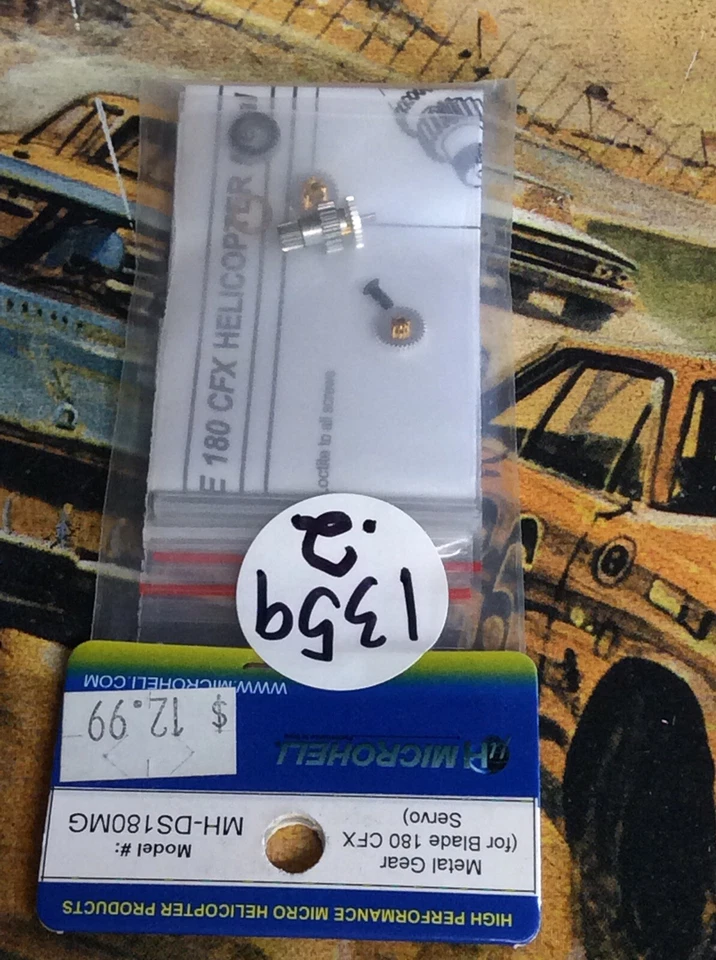 HIGH PERFORMANCE MICRO HELICOPTER PRODUCTS
Metal Gear
(for Blade 180 CFX
Servo)
Model #:
MH-DS180MG
MICROHELI
$ 12.99
WWW.MICROHELI.COM
1359
.2
E 180 CFX HELICOPTER
octite to all screws